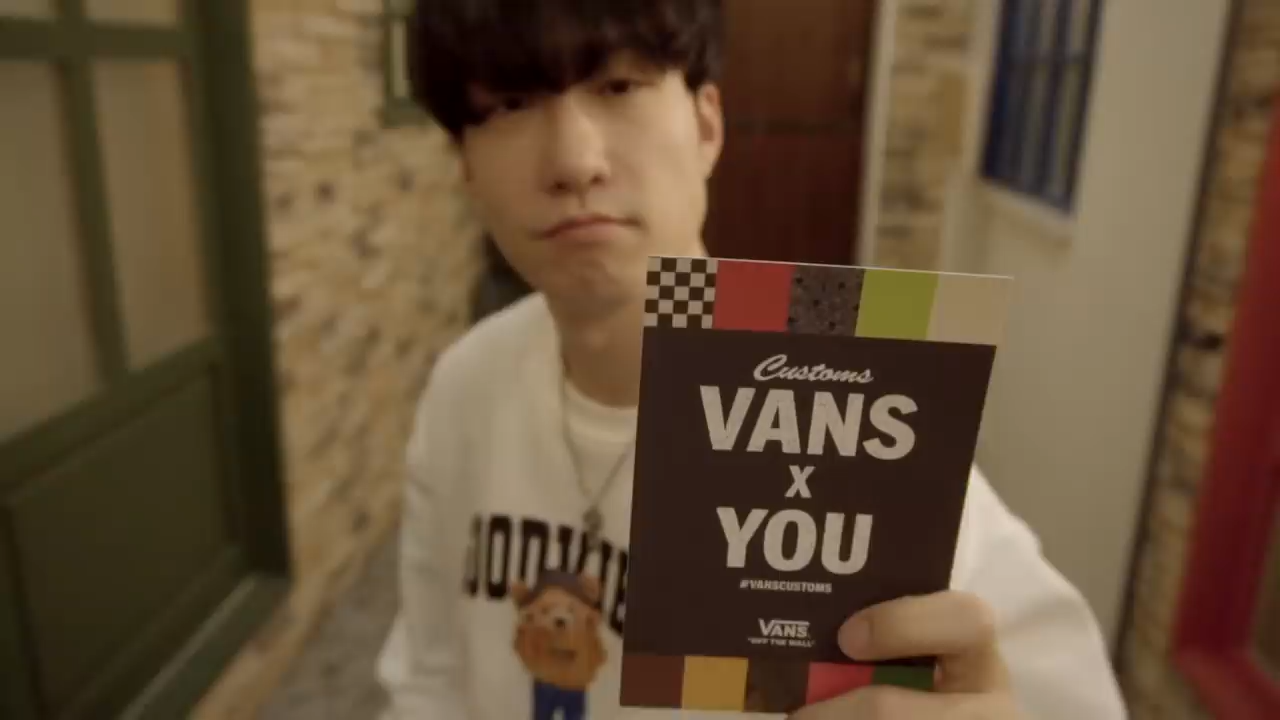 Customs
VANS
X
YOU
#VANSCUSTOMS
VANS
"OFF THE WALL"